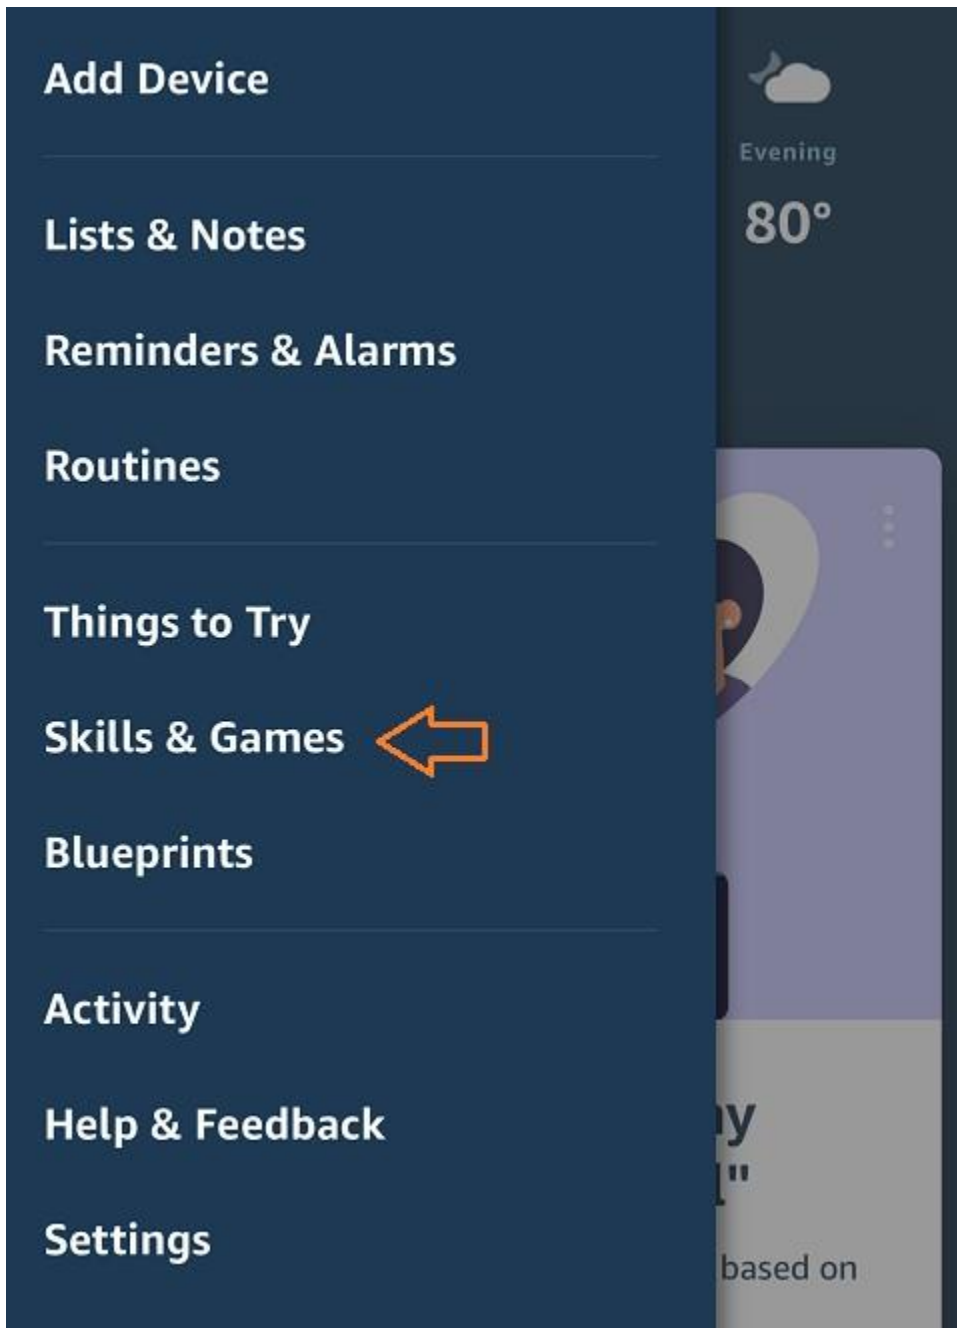 Add Device
Evening
80°
Lists & Notes
Reminders & Alarms
Routines
Things to Try
Skills & Games
Blueprints
Activity
Help & Feedback
Settings
based on